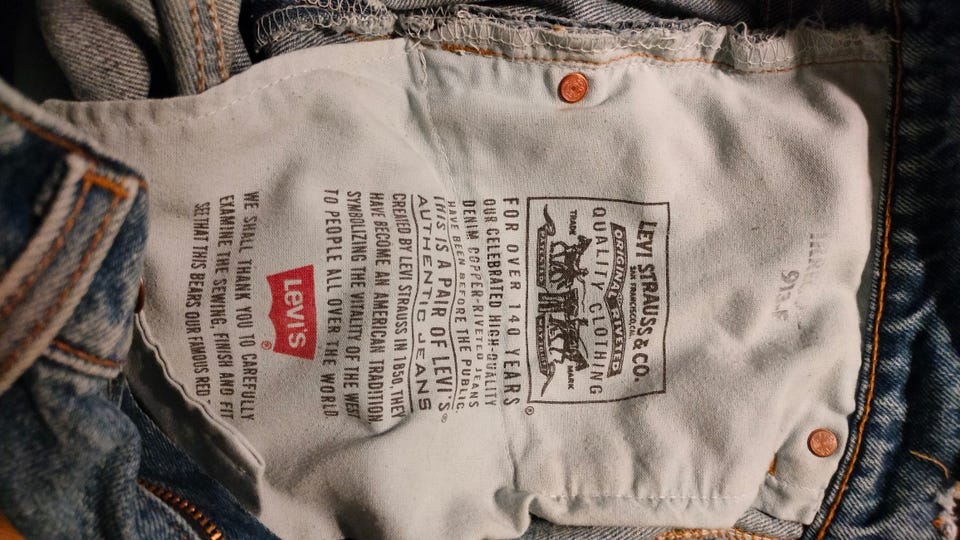 LEVI STRAUSS & CO.
ORIGINAL RIVETED
SAN FRANCISCO, CAL.
QUALITY CLOTHING
TRADE MARK
FOR OVER 140 YEARS
OUR CELEBRATED HIGH-QUALITY
DENIM COPPER-RIVETED JEANS
HAVE BEEN BEFORE THE PUBLIC.
THIS IS A PAIR OF LEVI'S®
AUTHENTIC JEANS
CREATED BY LEVI STRAUSS IN 1850, THEY
HAVE BECOME AN AMERICAN TRADITION,
SYMBOLIZING THE VITALITY OF THE WEST
TO PEOPLE ALL OVER THE WORLD.
LEVI'S®
WE SHALL THANK YOU TO CAREFULLY
EXAMINE THE SEWING, FINISH AND FIT
SEE THAT THIS BEARS OUR FAMOUS RED